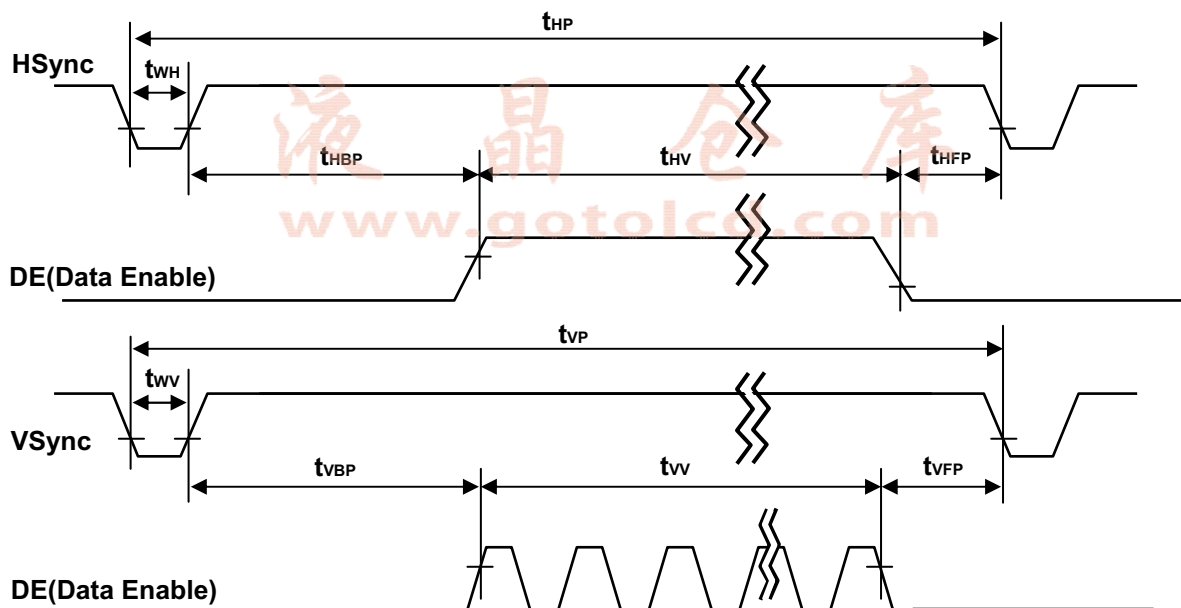 tHP
HSync
tWH
液晶仓库
tHBP
tHV
tHFP
www.gotolcd.com
DE(Data Enable)
tVP
tWV
VSync
tVBP
tVV
tVFP
DE(Data Enable)